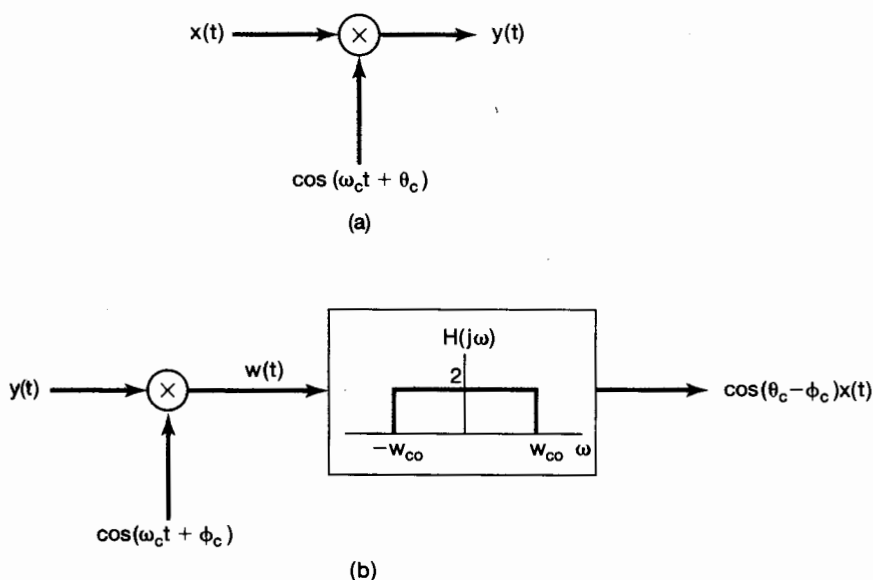 x(t) ⊗ y(t)
cos (ω_c t + θ_c)
(a)
H(jω)
2
y(t) ⊗ w(t) cos(θ_c−ϕ_c)x(t)
−w_co w_co ω
cos(ω_c t + ϕ_c)
(b)